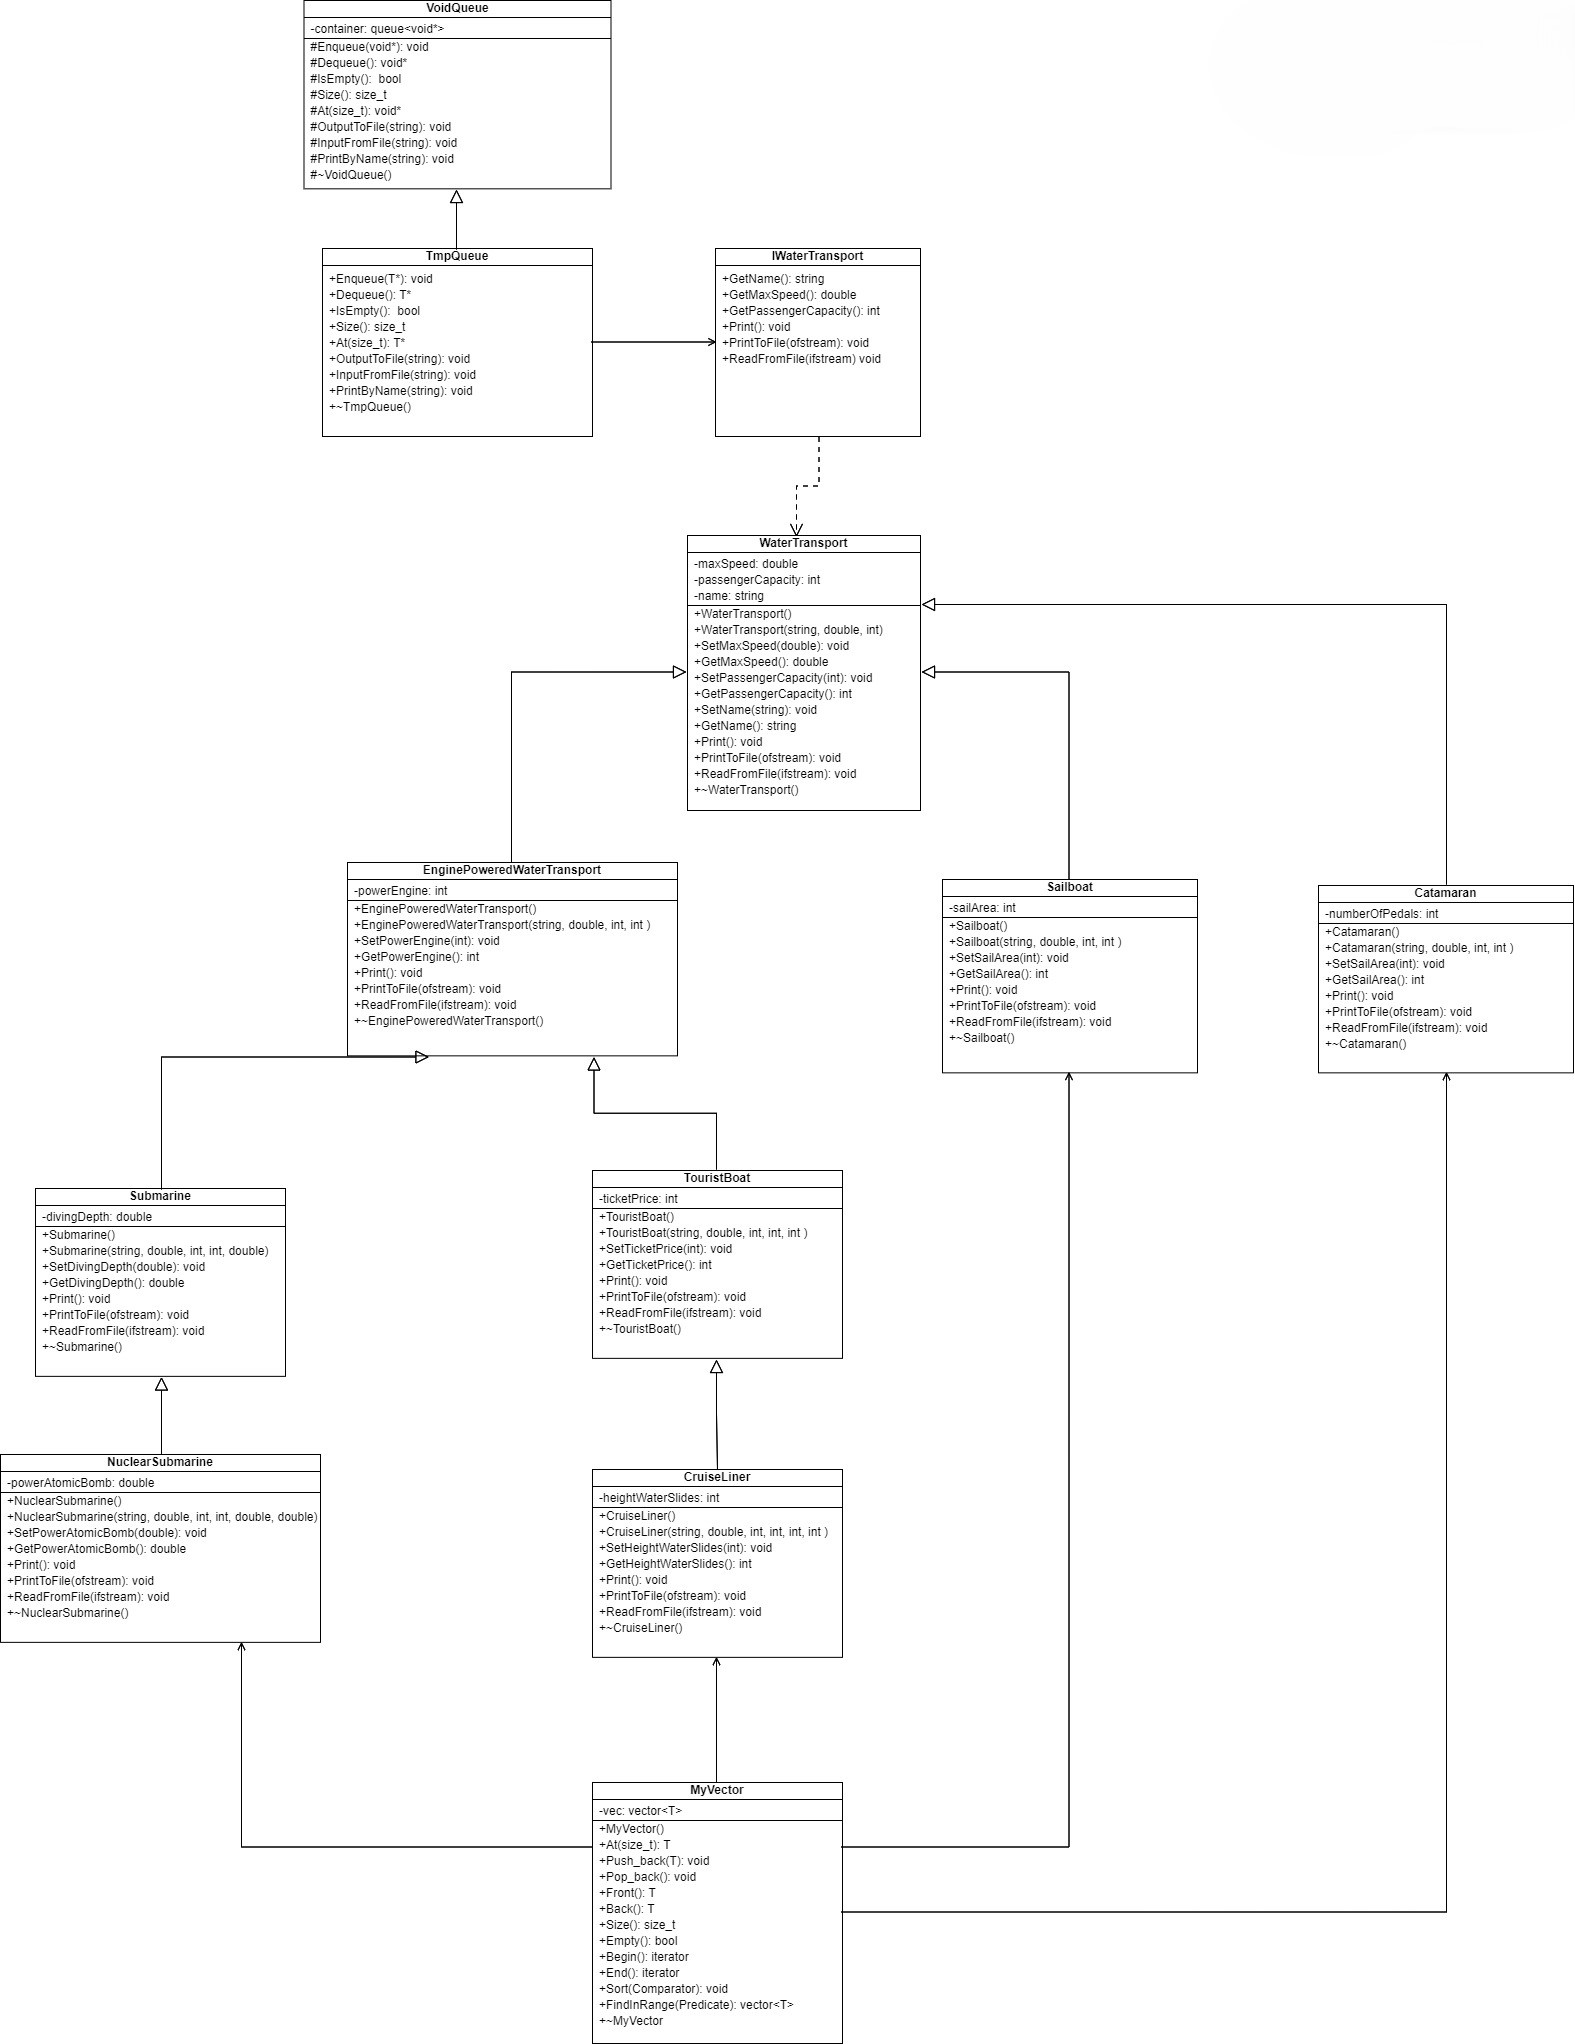 VoidQueue
-container: queue<void*>
#Enqueue(void*): void
#Dequeue(): void*
#IsEmpty():  bool
#Size(): size_t
#At(size_t): void*
#OutputToFile(string): void
#InputFromFile(string): void
#PrintByName(string): void
#~VoidQueue()
TmpQueue
+Enqueue(T*): void
+Dequeue(): T*
+IsEmpty():  bool
+Size(): size_t
+At(size_t): T*
+OutputToFile(string): void
+InputFromFile(string): void
+PrintByName(string): void
+~TmpQueue()
IWaterTransport
+GetName(): string
+GetMaxSpeed(): double
+GetPassengerCapacity(): int
+Print(): void
+PrintToFile(ofstream): void
+ReadFromFile(ifstream) void
WaterTransport
-maxSpeed: double
-passengerCapacity: int
-name: string
+WaterTransport()
+WaterTransport(string, double, int)
+SetMaxSpeed(double): void
+GetMaxSpeed(): double
+SetPassengerCapacity(int): void
+GetPassengerCapacity(): int
+SetName(string): void
+GetName(): string
+Print(): void
+PrintToFile(ofstream): void
+ReadFromFile(ifstream): void
+~WaterTransport()
EnginePoweredWaterTransport
-powerEngine: int
+EnginePoweredWaterTransport()
+EnginePoweredWaterTransport(string, double, int, int )
+SetPowerEngine(int): void
+GetPowerEngine(): int
+Print(): void
+PrintToFile(ofstream): void
+ReadFromFile(ifstream): void
+~EnginePoweredWaterTransport()
Sailboat
-sailArea: int
+Sailboat()
+Sailboat(string, double, int, int )
+SetSailArea(int): void
+GetSailArea(): int
+Print(): void
+PrintToFile(ofstream): void
+ReadFromFile(ifstream): void
+~Sailboat()
Catamaran
-numberOfPedals: int
+Catamaran()
+Catamaran(string, double, int, int )
+SetSailArea(int): void
+GetSailArea(): int
+Print(): void
+PrintToFile(ofstream): void
+ReadFromFile(ifstream): void
+~Catamaran()
Submarine
-divingDepth: double
+Submarine()
+Submarine(string, double, int, int, double)
+SetDivingDepth(double): void
+GetDivingDepth(): double
+Print(): void
+PrintToFile(ofstream): void
+ReadFromFile(ifstream): void
+~Submarine()
TouristBoat
-ticketPrice: int
+TouristBoat()
+TouristBoat(string, double, int, int, int )
+SetTicketPrice(int): void
+GetTicketPrice(): int
+Print(): void
+PrintToFile(ofstream): void
+ReadFromFile(ifstream): void
+~TouristBoat()
NuclearSubmarine
-powerAtomicBomb: double
+NuclearSubmarine()
+NuclearSubmarine(string, double, int, int, double, double)
+SetPowerAtomicBomb(double): void
+GetPowerAtomicBomb(): double
+Print(): void
+PrintToFile(ofstream): void
+ReadFromFile(ifstream): void
+~NuclearSubmarine()
CruiseLiner
-heightWaterSlides: int
+CruiseLiner()
+CruiseLiner(string, double, int, int, int, int )
+SetHeightWaterSlides(int): void
+GetHeightWaterSlides(): int
+Print(): void
+PrintToFile(ofstream): void
+ReadFromFile(ifstream): void
+~CruiseLiner()
MyVector
-vec: vector<T>
+MyVector()
+At(size_t): T
+Push_back(T): void
+Pop_back(): void
+Front(): T
+Back(): T
+Size(): size_t
+Empty(): bool
+Begin(): iterator
+End(): iterator
+Sort(Comparator): void
+FindInRange(Predicate): vector<T>
+~MyVector